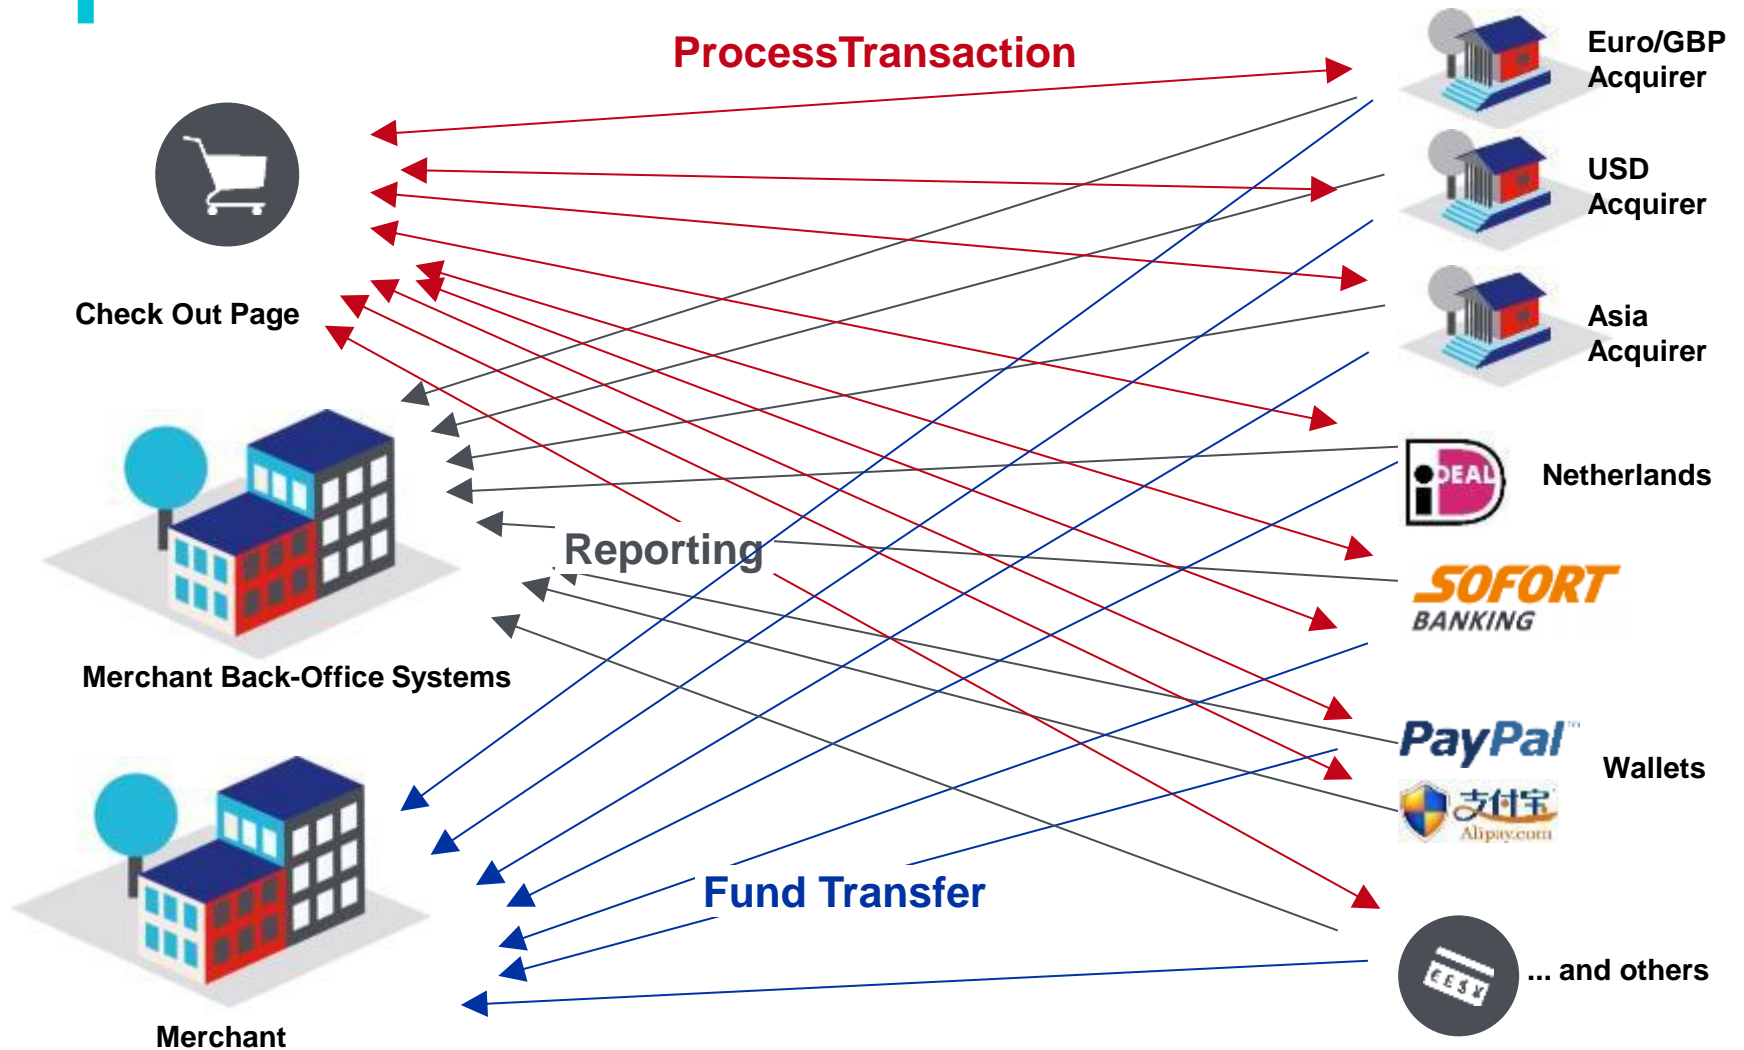 ProcessTransaction
Euro/GBP
Acquirer
USD
Acquirer
Check Out Page
Asia
Acquirer
iDEAL
Netherlands
Reporting
SOFORT
BANKING
Merchant Back-Office Systems
PayPal™
Wallets
支付宝
Alipay.com
Fund Transfer
€ £ $ ¥
... and others
Merchant